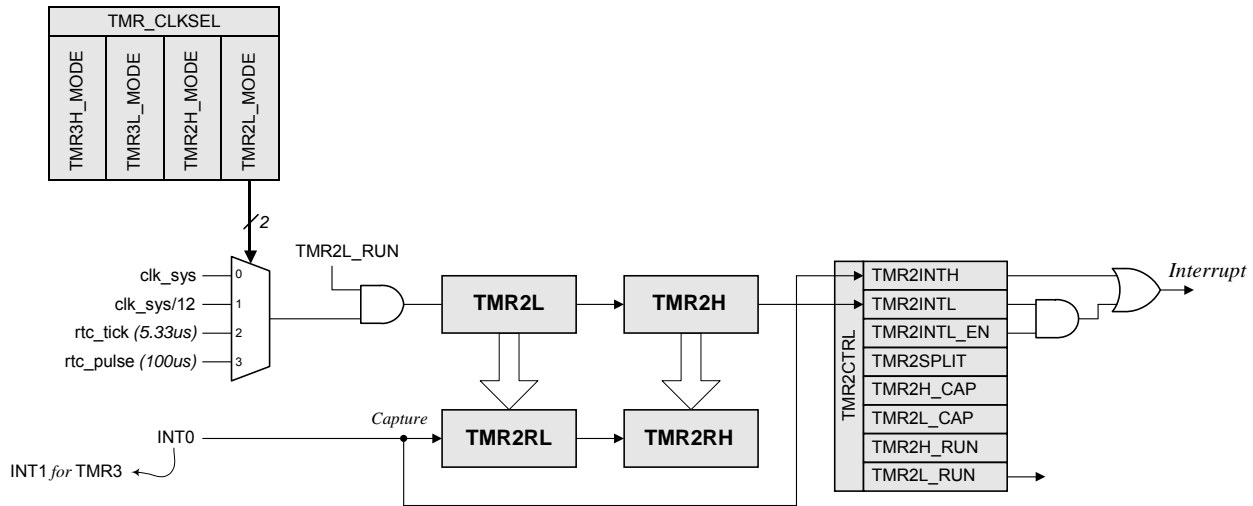 TMR_CLKSEL
TMR3H_MODE
TMR3L_MODE
TMR2H_MODE
TMR2L_MODE
2
TMR2L_RUN
clk_sys
0
clk_sys/12
1
rtc_tick (5.33us)
2
rtc_pulse (100us)
3
TMR2L
TMR2H
Capture
TMR2RL
TMR2RH
INT0
INT1 for TMR3
TMR2CTRL
TMR2INTH
TMR2INTL
TMR2INTL_EN
TMR2SPLIT
TMR2H_CAP
TMR2L_CAP
TMR2H_RUN
TMR2L_RUN
Interrupt